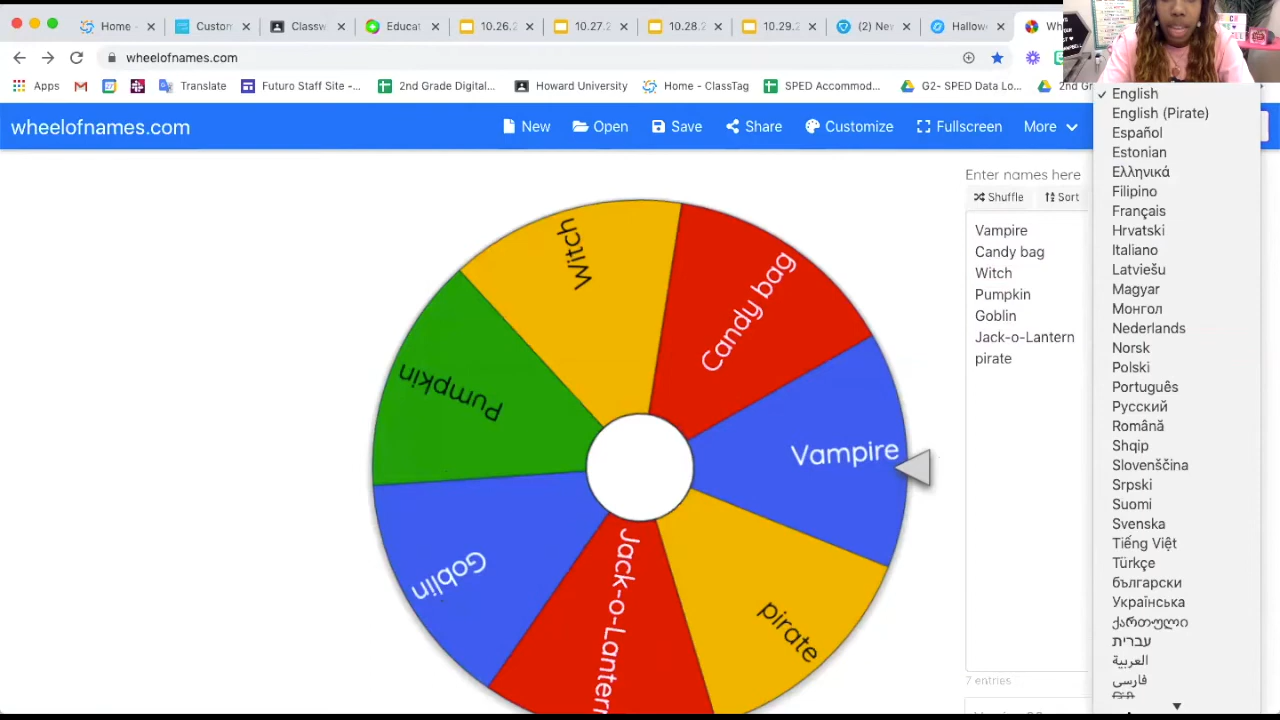 Home -
Custom
Classw
Edit
10.26.2
10.27.2
10.28.2
10.29.2
(2) Nev
Hallow
Wh
wheelofnames.com
Apps
Translate
Futuro Staff Site -...
2nd Grade Digital...
Howard University
Home - ClassTag
SPED Accommod...
G2- SPED Data Lo...
2nd G
wheelofnames.com
New
Open
Save
Share
Customize
Fullscreen
More
Enter names here
Shuffle
Sort
Vampire
Candy bag
Witch
Pumpkin
Goblin
Jack-o-Lantern
pirate
7 entries
Witch
Candy bag
Pumpkin
Vampire
Goblin
Jack-o-Lantern
pirate
English
English (Pirate)
Español
Estonian
Ελληνικά
Filipino
Français
Hrvatski
Italiano
Latviešu
Magyar
Монгол
Nederlands
Norsk
Polski
Português
Русский
Română
Shqip
Slovenščina
Srpski
Suomi
Svenska
Tiếng Việt
Türkçe
български
Українська
ქართული
עברית
العربية
فارسی